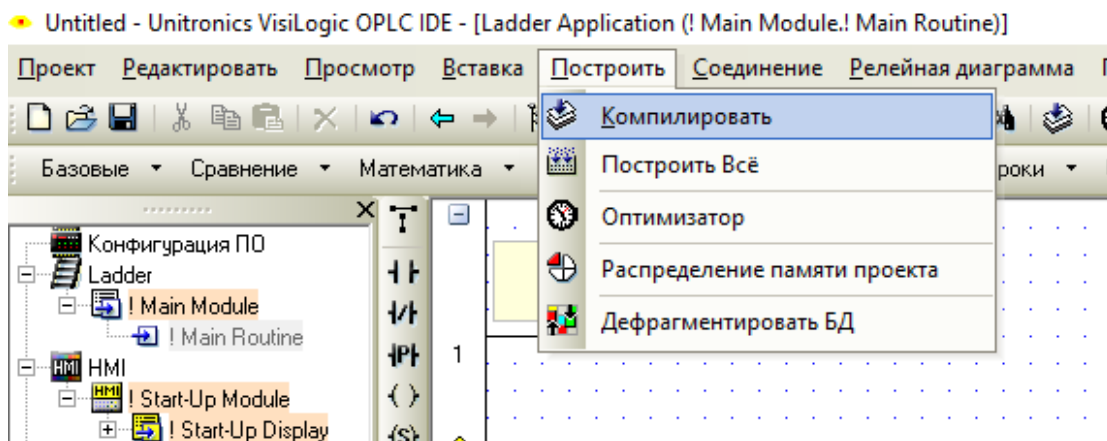 Untitled - Unitronics VisiLogic OPLC IDE - [Ladder Application (! Main Module.! Main Routine)]
Проект Редактировать Просмотр Вставка Построить Соединение Релейная диаграмма
Компилировать
Базовые Сравнение Математика
Построить Всё
Оптимизатор
Распределение памяти проекта
Дефрагментировать БД
Конфигурация ПО
Ladder
! Main Module
! Main Routine
HMI
HMI
! Start-Up Module
! Start-Up Display
1